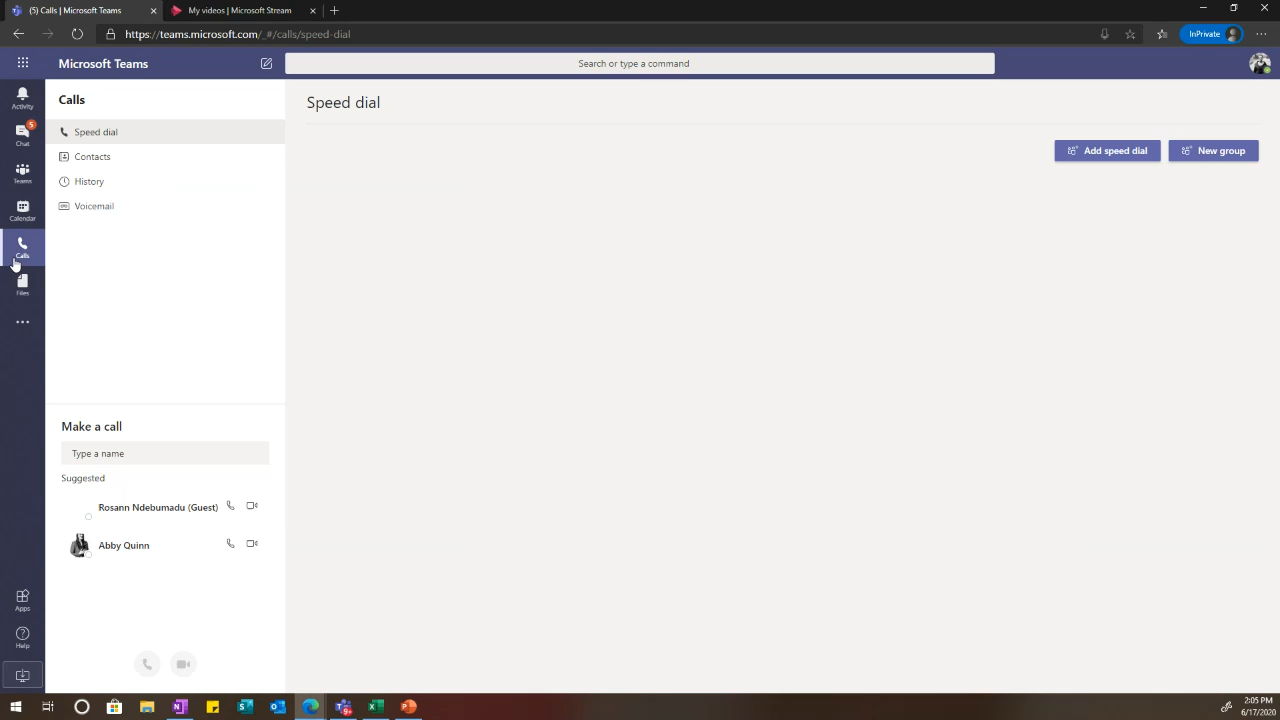 (5) Calls | Microsoft Teams
My videos | Microsoft Stream
https://teams.microsoft.com/_#/calls/speed-dial
InPrivate
Microsoft Teams
Search or type a command
Activity
5
Chat
Teams
Calendar
Calls
Files
Apps
Help
Calls
Speed dial
Contacts
History
Voicemail
Make a call
Type a name
Suggested
Rosann Ndebumadu (Guest)
Abby Quinn
Speed dial
Add speed dial
New group
9+
2:05 PM
6/17/2020